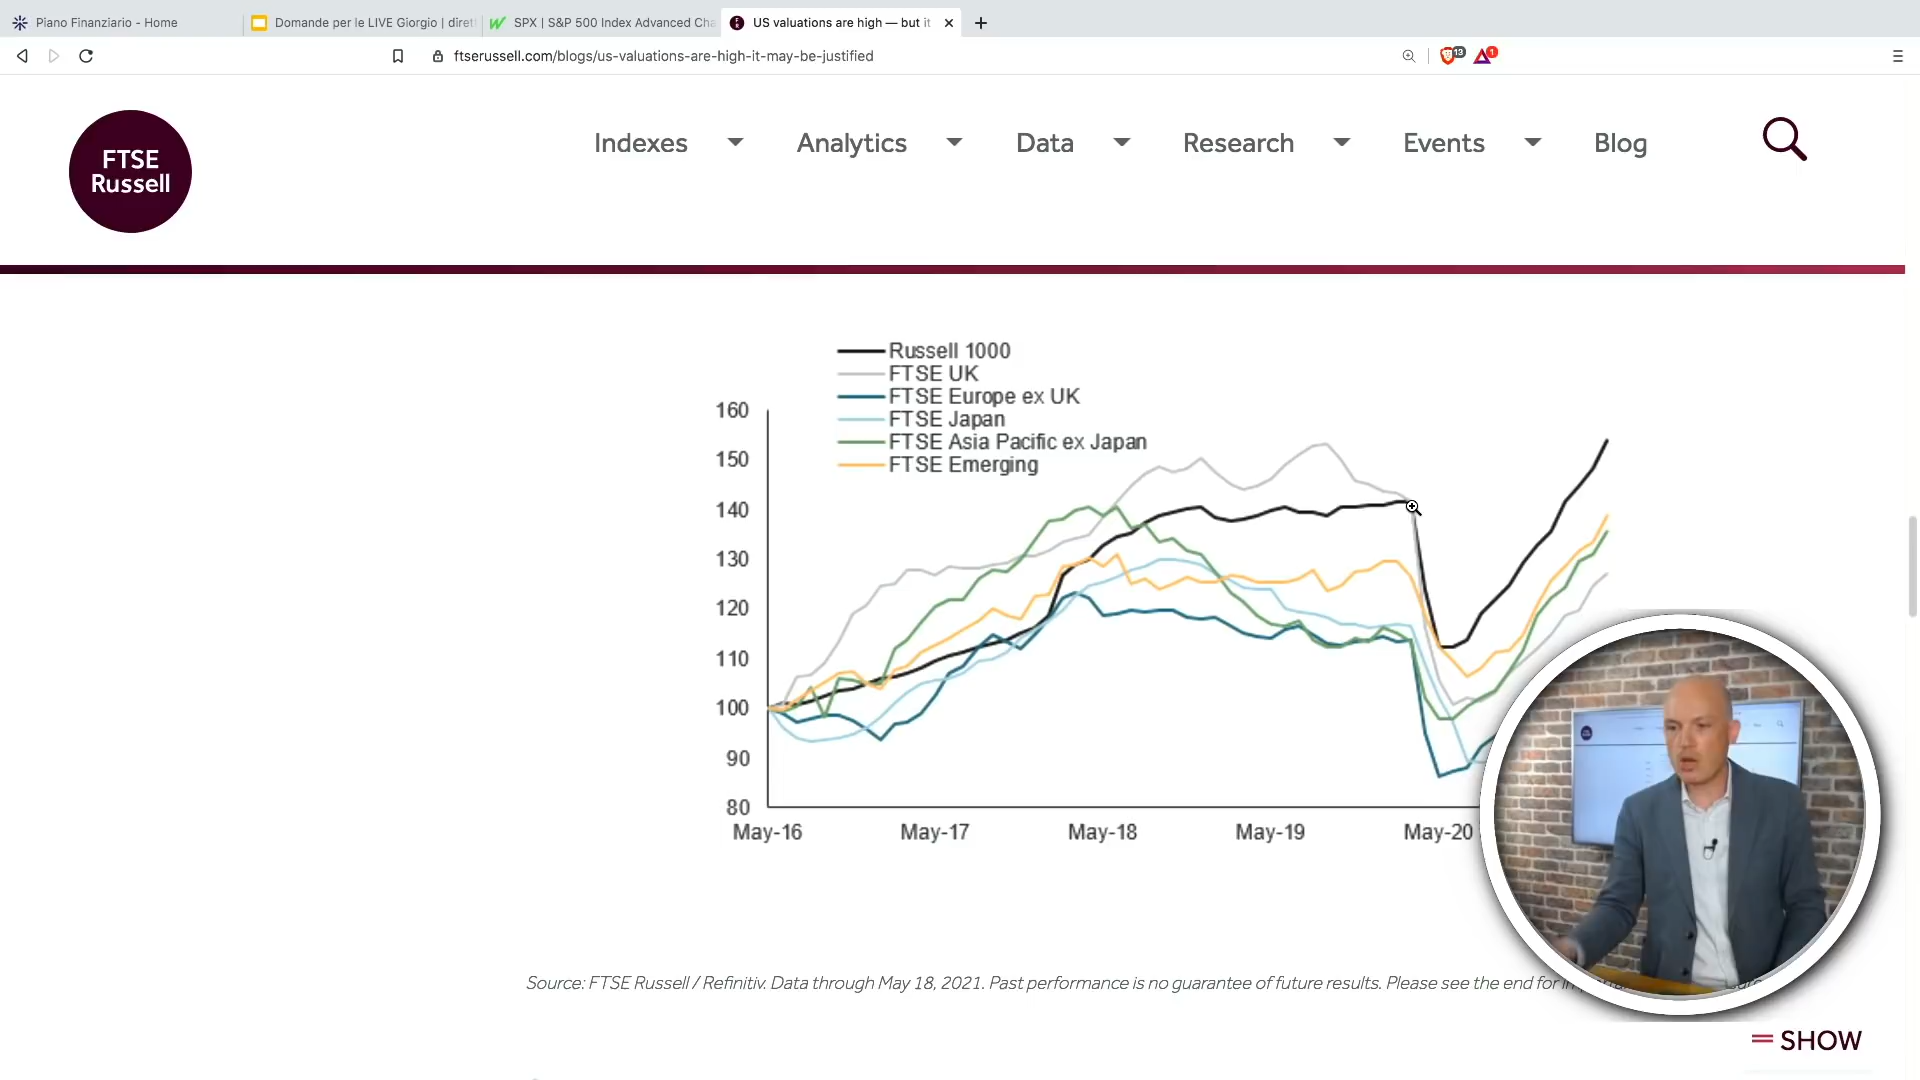 Piano Finanziario - Home
Domande per le LIVE Giorgio | diret
SPX | S&P 500 Index Advanced Cha
US valuations are high — but it
ftserussell.com/blogs/us-valuations-are-high-it-may-be-justified
13
1
FTSE
Russell
Indexes
Analytics
Data
Research
Events
Blog
Russell 1000
FTSE UK
FTSE Europe ex UK
FTSE Japan
FTSE Asia Pacific ex Japan
FTSE Emerging
160
150
140
130
120
110
100
90
80
May-16
May-17
May-18
May-19
May-20
Source: FTSE Russell / Refinitiv. Data through May 18, 2021. Past performance is no guarantee of future results. Please see the end for
SHOW